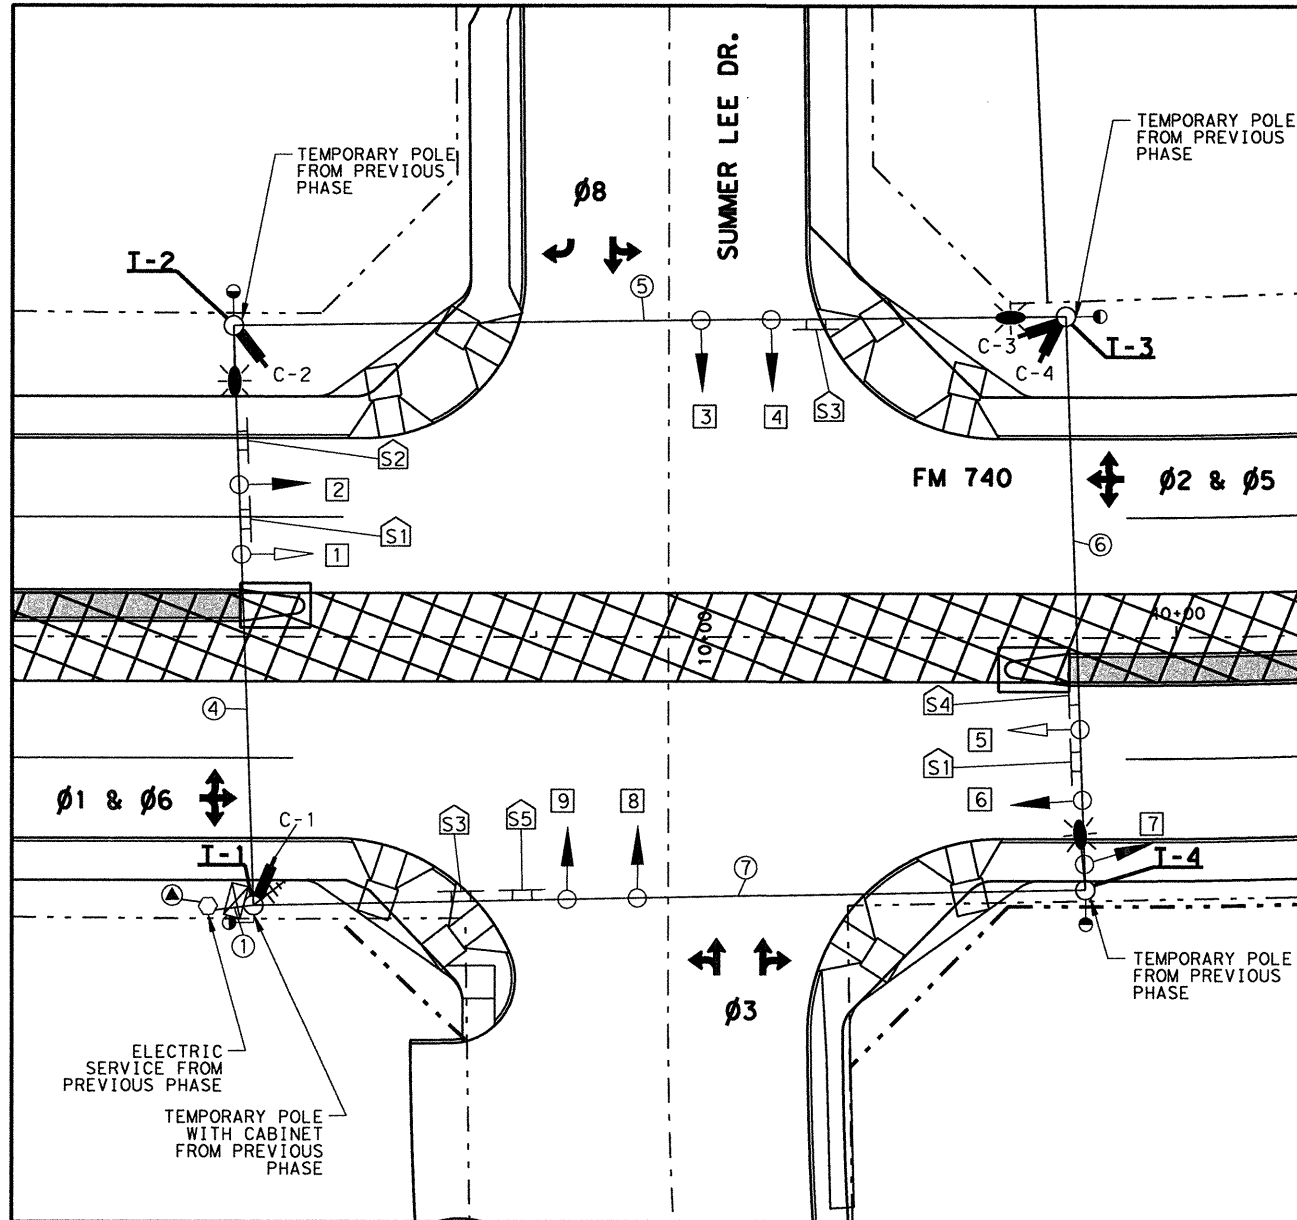 SUMMER LEE DR.
TEMPORARY POLE
FROM PREVIOUS
PHASE
TEMPORARY POLE
FROM PREVIOUS
PHASE
Ø8
T-2
5
C-2
C-3
C-4
T-3
3
4
S3
S2
2
S1
1
FM 740
Ø2 & Ø5
6
10+00
40+00
4
S4
5
S1
6
7
T-4
Ø1 & Ø6
C-1
T-1
S3
S5
9
8
7
1
Ø3
TEMPORARY POLE
FROM PREVIOUS
PHASE
ELECTRIC
SERVICE FROM
PREVIOUS PHASE
TEMPORARY POLE
WITH CABINET
FROM PREVIOUS
PHASE